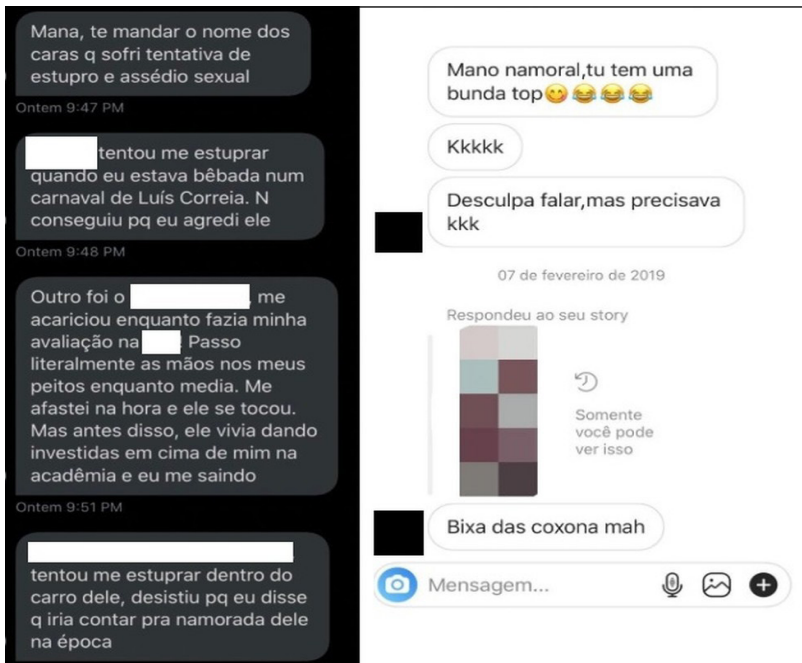 Mana, te mandar o nome dos
caras q sofri tentativa de
estupro e assédio sexual
Ontem 9:47 PM
tentou me estuprar
quando eu estava bêbada num
carnaval de Luís Correia. N
conseguiu pq eu agredi ele
Ontem 9:48 PM
Outro foi o , me
acariciou enquanto fazia minha
avaliação na ! Passo
literalmente as mãos nos meus
peitos enquanto media. Me
afastei na hora e ele se tocou.
Mas antes disso, ele vivia dando
investidas em cima de mim na
acadêmia e eu me saindo
Ontem 9:51 PM
tentou me estuprar dentro do
carro dele, desistiu pq eu disse
q iria contar pra namorada dele
na época
Mano namoral,tu tem uma
bunda top😋😂😂😂
Kkkkk
Desculpa falar,mas precisava
kkk
07 de fevereiro de 2019
Respondeu ao seu story
Somente
você pode
ver isso
Bixa das coxona mah
Mensagem...